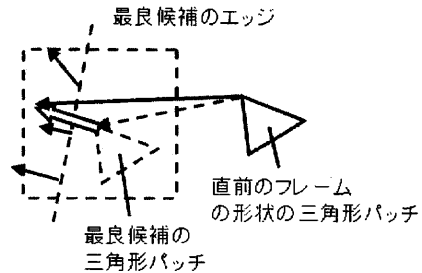 最良候補のエッジ
直前のフレーム
の形状の三角形パッチ
最良候補の
三角形パッチ